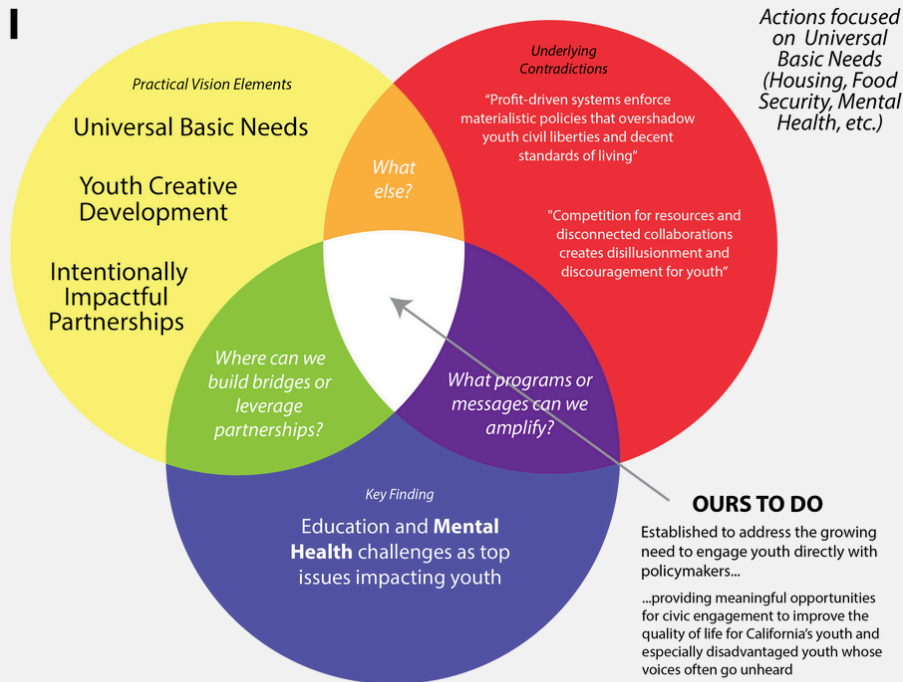 I
Actions focused
on Universal
Basic Needs
(Housing, Food
Security, Mental
Health, etc.)
Practical Vision Elements
Universal Basic Needs
Youth Creative
Development
Intentionally
Impactful
Partnerships
Underlying
Contradictions
“Profit-driven systems enforce
materialistic policies that overshadow
youth civil liberties and decent
standards of living”
"Competition for resources and
disconnected collaborations
creates disillusionment and
discouragement for youth”
What
else?
Where can we
build bridges or
leverage
partnerships?
What programs or
messages can we
amplify?
Key Finding
Education and Mental
Health challenges as top
issues impacting youth
OURS TO DO
Established to address the growing
need to engage youth directly with
policymakers...
...providing meaningful opportunities
for civic engagement to improve the
quality of life for California’s youth and
especially disadvantaged youth whose
voices often go unheard